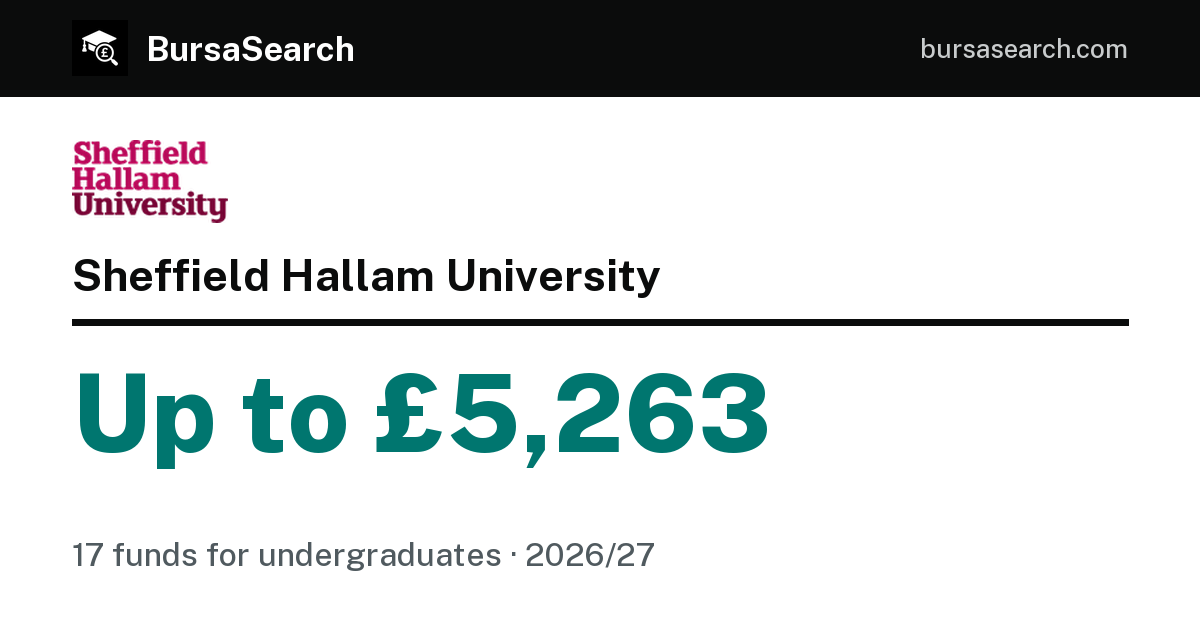 BursaSearch
bursasearch.com
Sheffield
Hallam
University
Sheffield Hallam University
Up to £5,263
17 funds for undergraduates · 2026/27